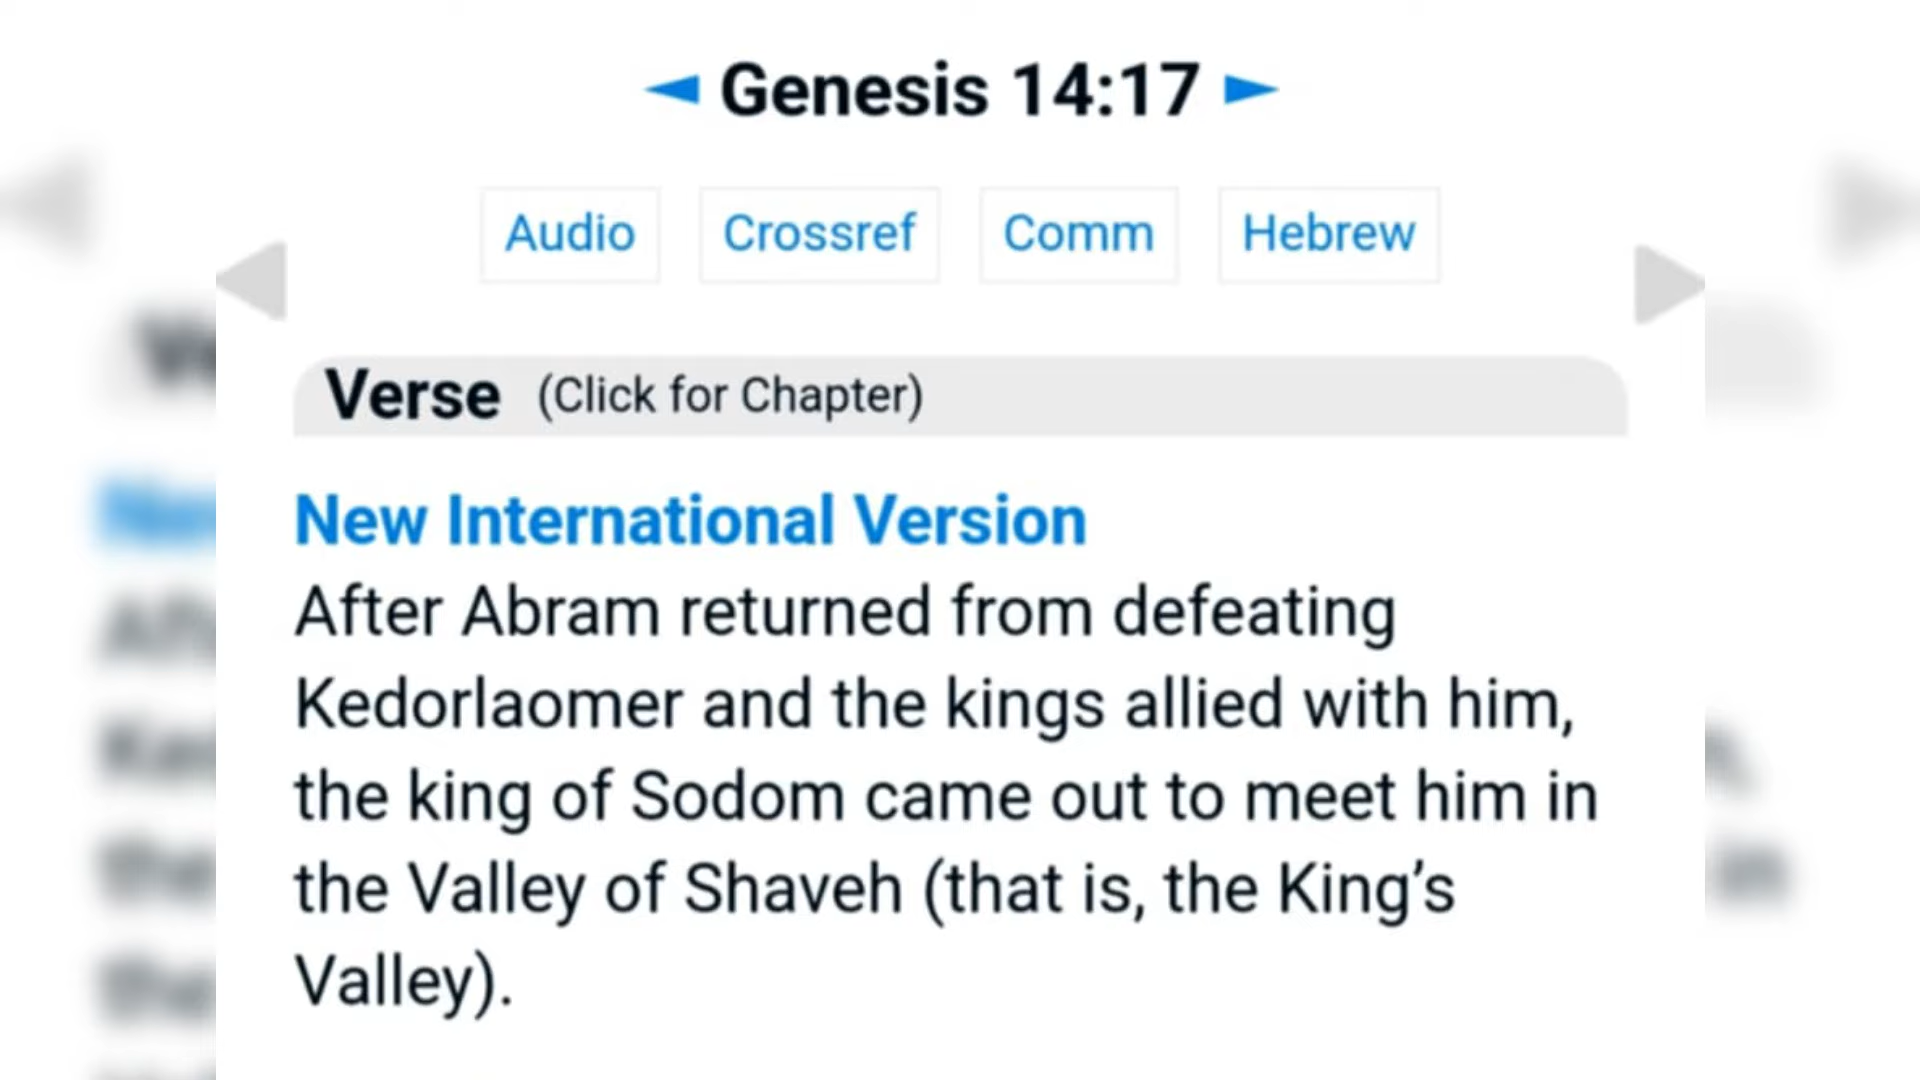 Genesis 14:17
Audio Crossref Comm Hebrew
Verse (Click for Chapter)
New International Version
After Abram returned from defeating
Kedorlaomer and the kings allied with him,
the king of Sodom came out to meet him in
the Valley of Shaveh (that is, the King’s
Valley).